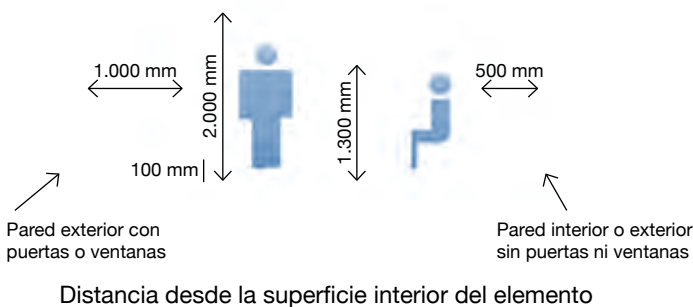 1.000 mm
2.000 mm
100 mm
1.300 mm
500 mm
Pared exterior con
puertas o ventanas
Pared interior o exterior
sin puertas ni ventanas
Distancia desde la superficie interior del elemento